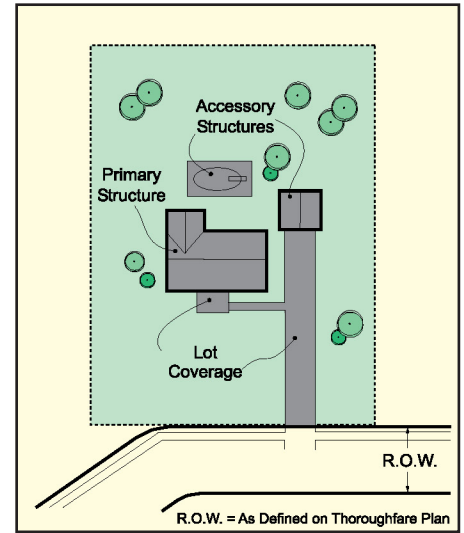 Accessory
Structures
Primary
Structure
Lot
Coverage
R.O.W.
R.O.W. = As Defined on Thoroughfare Plan